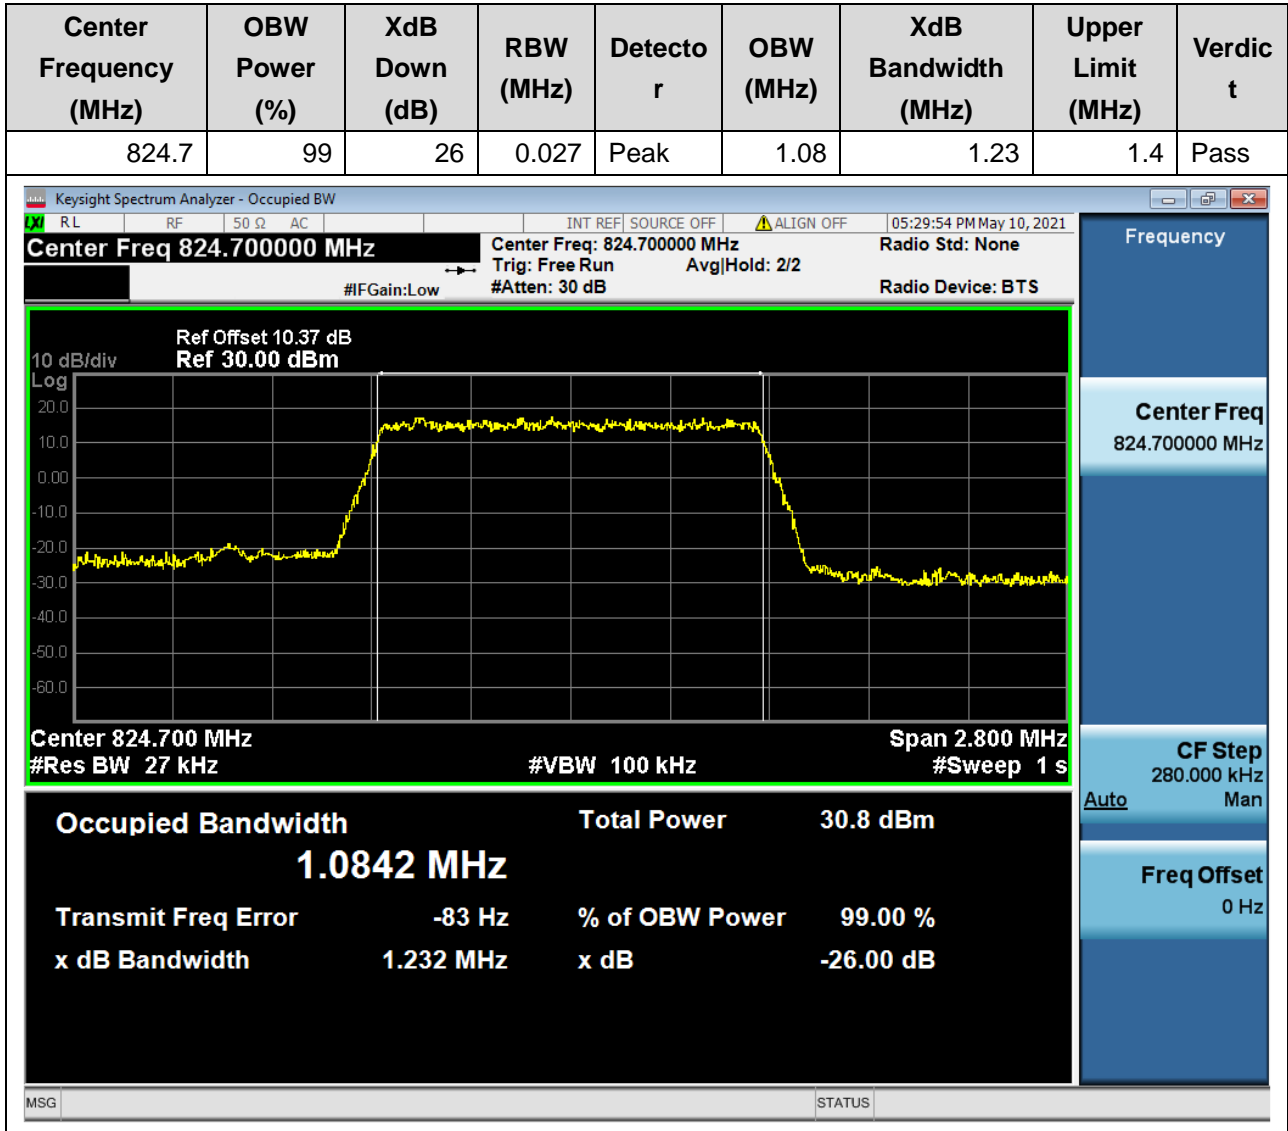 Center Frequency (MHz) OBW Power (%) XdB Down (dB) RBW (MHz) Detecto r OBW (MHz) XdB Bandwidth (MHz) Upper Limit (MHz) Verdic t
824.7 99 26 0.027 Peak 1.08 1.23 1.4 Pass
Keysight Spectrum Analyzer - Occupied BW
LXI RL RF 50 Ω AC INT REF SOURCE OFF ALIGN OFF 05:29:54 PM May 10, 2021
Center Freq 824.700000 MHz
Center Freq: 824.700000 MHz
Radio Std: None
Trig: Free Run Avg|Hold: 2/2
#IFGain:Low
#Atten: 30 dB
Radio Device: BTS
Ref Offset 10.37 dB
10 dB/div Ref 30.00 dBm
Log
20.0
10.0
0.00
-10.0
-20.0
-30.0
-40.0
-50.0
-60.0
Center 824.700 MHz Span 2.800 MHz
#Res BW 27 kHz #VBW 100 kHz #Sweep 1 s
Occupied Bandwidth Total Power 30.8 dBm
1.0842 MHz
Transmit Freq Error -83 Hz % of OBW Power 99.00 %
x dB Bandwidth 1.232 MHz x dB -26.00 dB
Frequency
Center Freq
824.700000 MHz
CF Step
280.000 kHz
Auto Man
Freq Offset
0 Hz
MSG STATUS